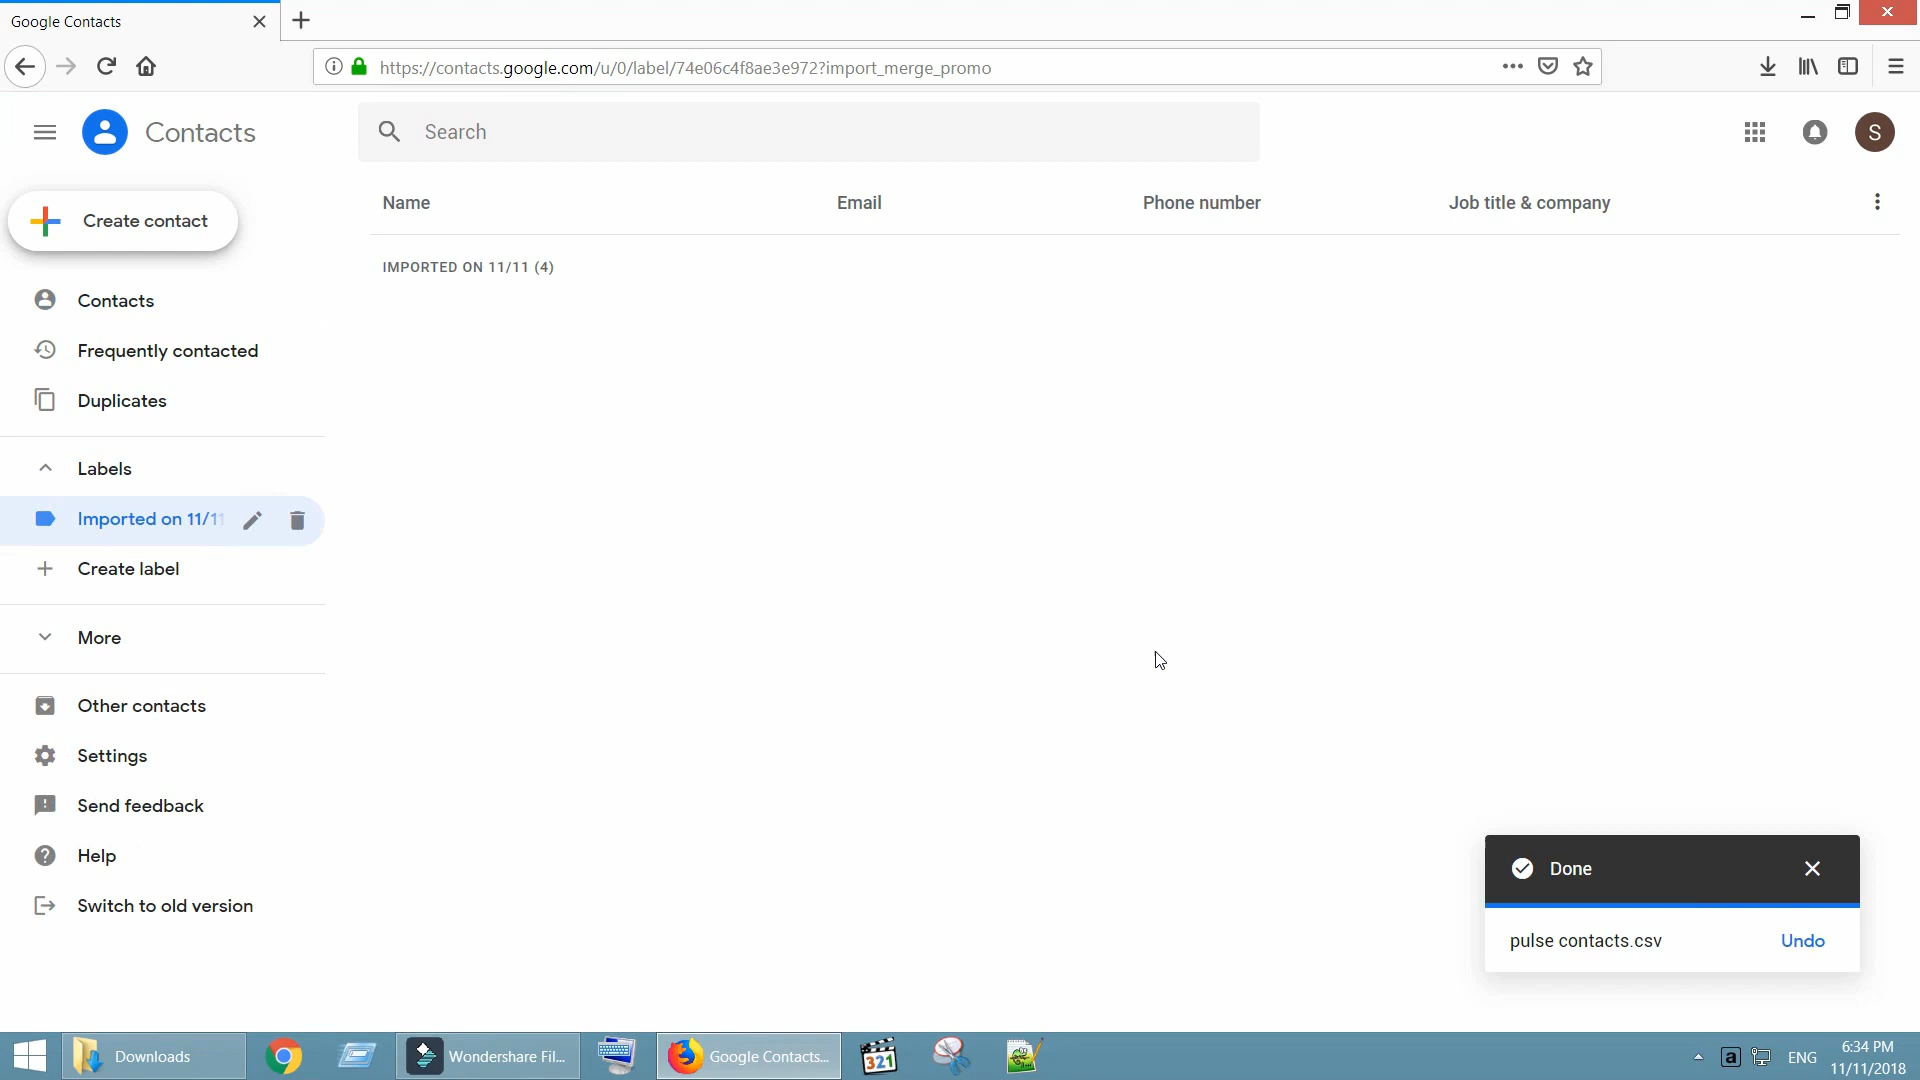 Google Contacts
https://contacts.google.com/u/0/label/74e06c4f8ae3e972?import_merge_promo
Contacts
Search
S
Create contact
Name Email Phone number Job title & company
IMPORTED ON 11/11 (4)
Contacts
Frequently contacted
Duplicates
Labels
Imported on 11/11
Create label
More
Other contacts
Settings
Send feedback
Help
Switch to old version
Done
pulse contacts.csv Undo
Downloads
Wondershare Fil...
Google Contacts...
321
a
ENG
6:34 PM
11/11/2018